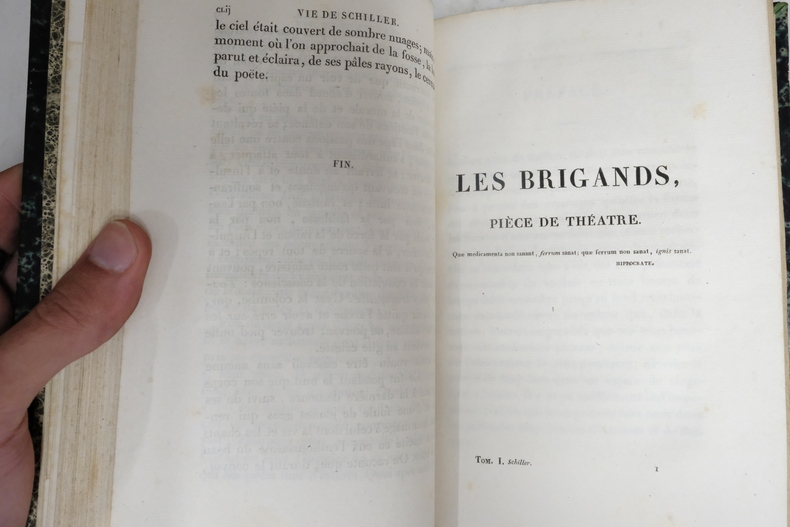 clij
VIE DE SCHILLER.
le ciel était couvert de sombre nuages;
moment où l'on approchait de la fosse,
parut et éclaira, de ses pâles rayons, le
du poëte.
FIN.
LES BRIGANDS,
PIÈCE DE THÉATRE.
Quæ medicamenta non sanant, ferrum sanat; quæ ferrum non sanat, ignis sanat.
HIPPOCRATE.
Tom. I. Schiller.
1